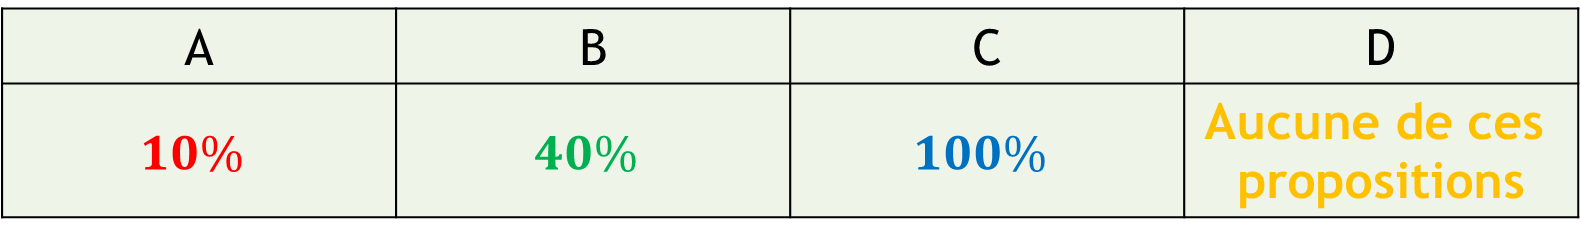 A B C D
10% 40% 100% Aucune de ces
propositions